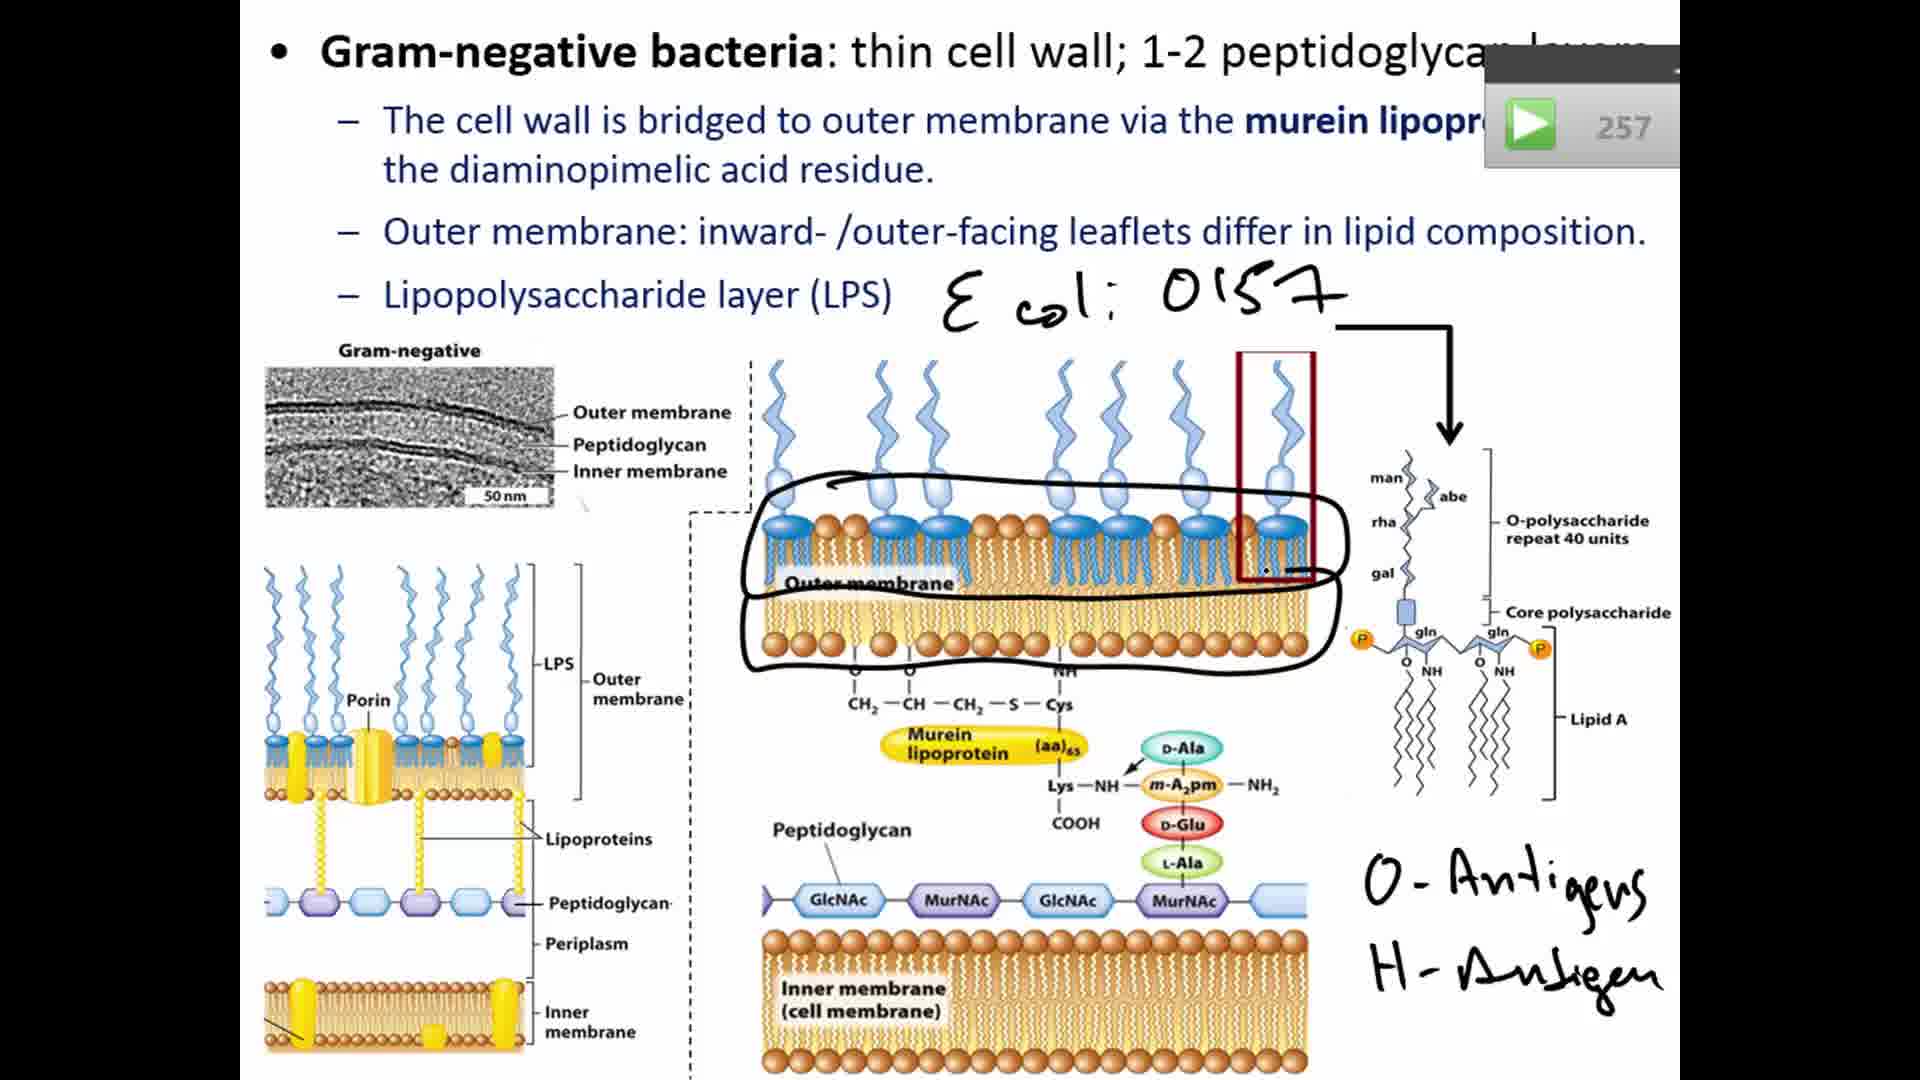 • Gram-negative bacteria: thin cell wall; 1-2 peptidoglycan layers
– The cell wall is bridged to outer membrane via the murein lipopr
the diaminopimelic acid residue.
– Outer membrane: inward- /outer-facing leaflets differ in lipid composition.
– Lipopolysaccharide layer (LPS)
E coli: O157
257
Gram-negative
Outer membrane
Peptidoglycan
Inner membrane
50 nm
LPS
Outer
membrane
Porin
Lipoproteins
Peptidoglycan
Periplasm
Inner
membrane
Outer membrane
O
O
NH
CH₂ — CH — CH₂ — S — Cys
Murein
lipoprotein
(aa)₆₅
D-Ala
Lys — NH — m-A₂pm — NH₂
COOH
D-Glu
L-Ala
Peptidoglycan
GlcNAc
MurNAc
GlcNAc
MurNAc
Inner membrane
(cell membrane)
man
abe
rha
gal
O-polysaccharide
repeat 40 units
Core polysaccharide
gln
gln
P
P
O
NH
O
NH
Lipid A
O - Antigens
H - Antigen